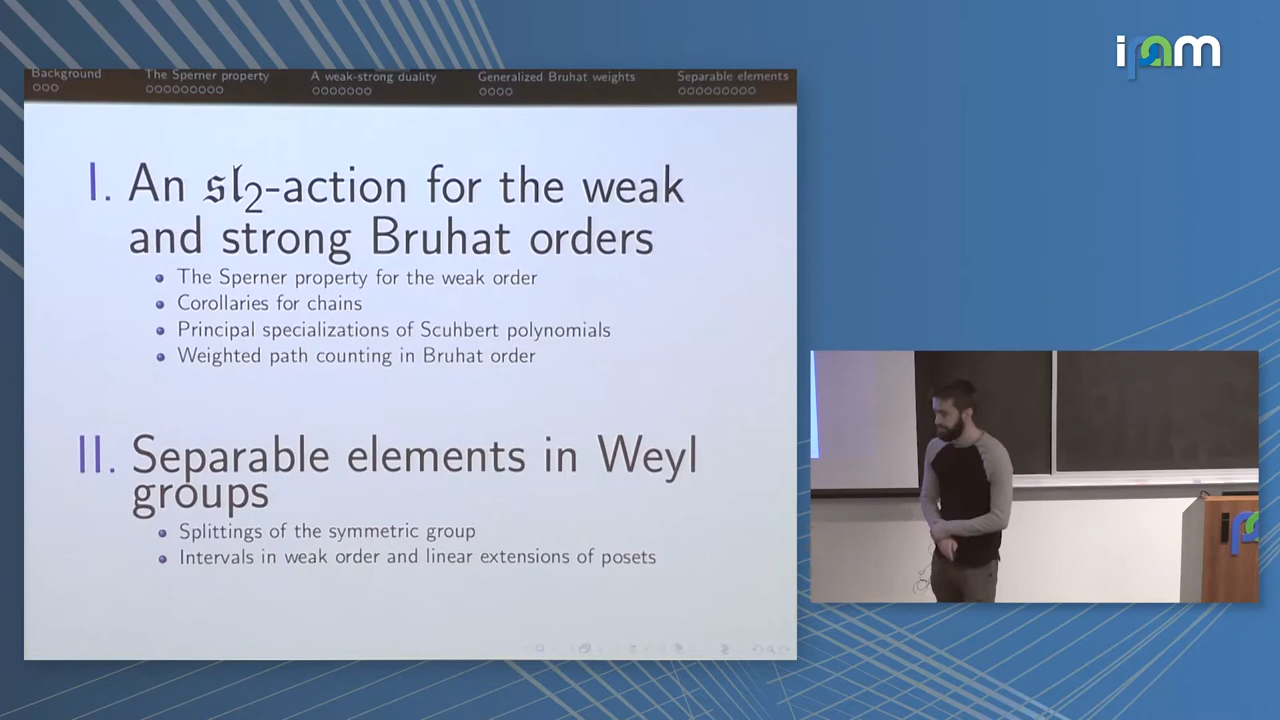 ipam
Background The Sperner property A weak-strong duality Generalized Bruhat weights Separable elements
I. An 𝔰𝔩₂-action for the weak
and strong Bruhat orders
The Sperner property for the weak order
Corollaries for chains
Principal specializations of Scuhbert polynomials
Weighted path counting in Bruhat order
II. Separable elements in Weyl
groups
Splittings of the symmetric group
Intervals in weak order and linear extensions of posets